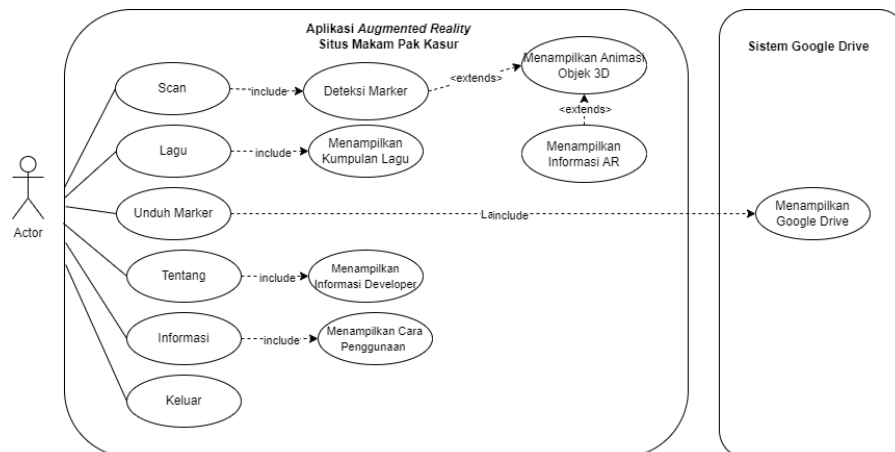 Aplikasi Augmented Reality
Situs Makam Pak Kasur
Sistem Google Drive
Scan
include
Deteksi Marker
<extends>
Menampilkan Animasi
Objek 3D
<extends>
Lagu
include
Menampilkan
Kumpulan Lagu
Menampilkan
Informasi AR
Actor
Unduh Marker
include
Menampilkan
Google Drive
Tentang
include
Menampilkan
Informasi Developer
Informasi
include
Menampilkan Cara
Penggunaan
Keluar